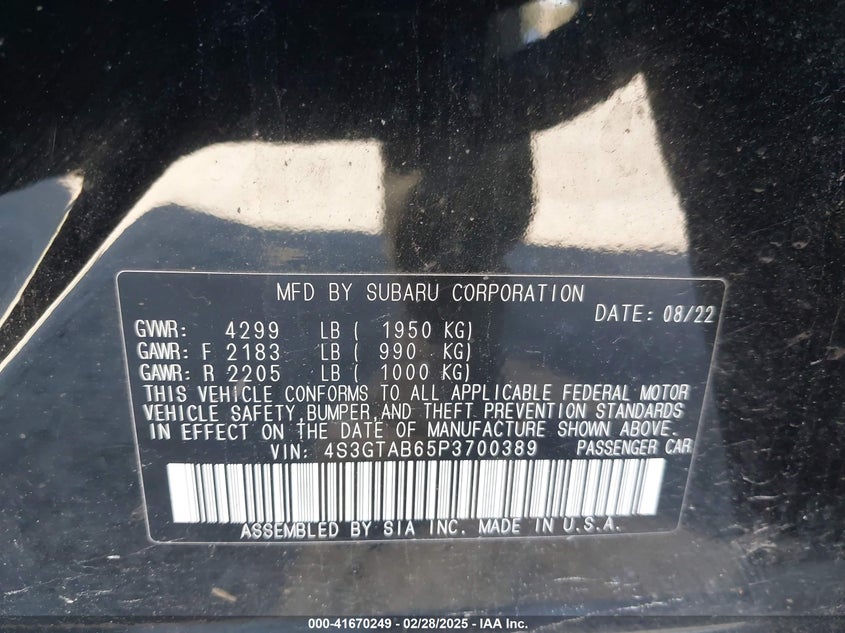 MFD BY SUBARU CORPORATION
DATE: 08/22
GVWR: 4299 LB ( 1950 KG)
GAWR: F 2183 LB ( 990 KG)
GAWR: R 2205 LB ( 1000 KG)
THIS VEHICLE CONFORMS TO ALL APPLICABLE FEDERAL MOTOR
VEHICLE SAFETY, BUMPER, AND THEFT PREVENTION STANDARDS
IN EFFECT ON THE DATE OF MANUFACTURE SHOWN ABOVE.
VIN: 4S3GTAB65P3700389 PASSENGER CAR
ASSEMBLED BY SIA INC. MADE IN U.S.A.
000-41670249 - 02/28/2025 - IAA Inc.